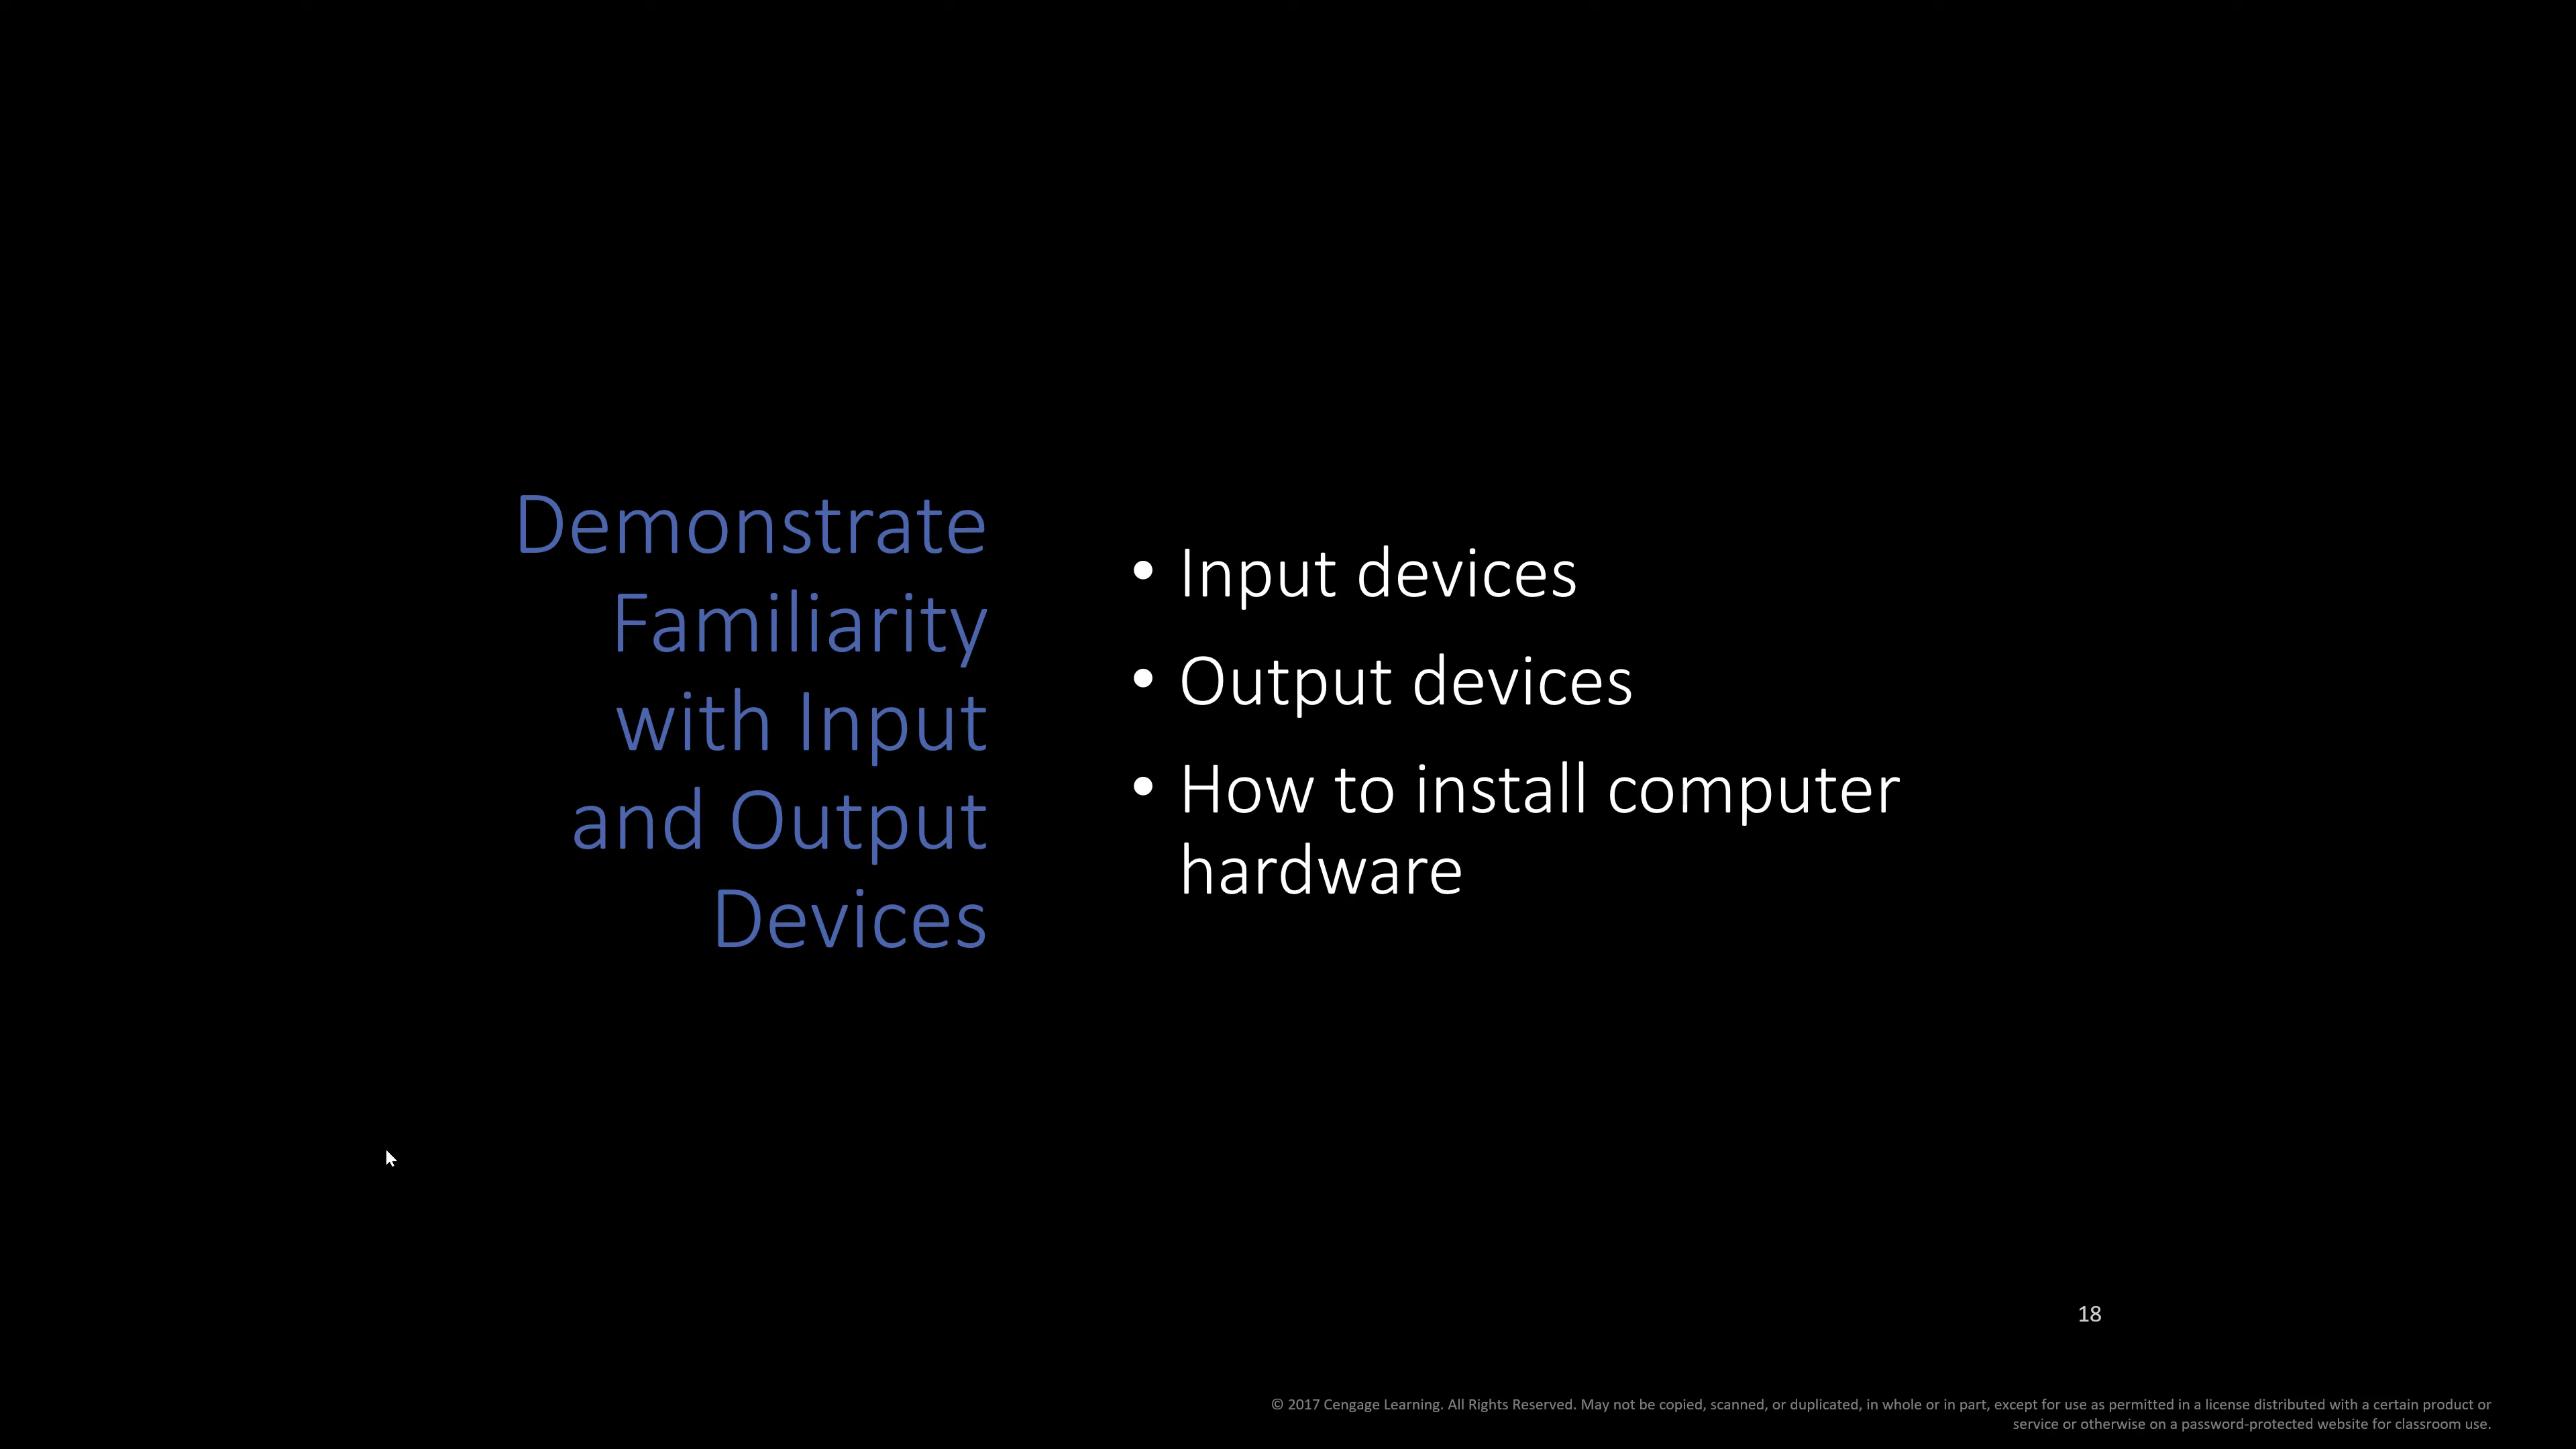 Demonstrate
Familiarity
with Input
and Output
Devices
• Input devices
• Output devices
• How to install computer
hardware
18
© 2017 Cengage Learning. All Rights Reserved. May not be copied, scanned, or duplicated, in whole or in part, except for use as permitted in a license distributed with a certain product or
service or otherwise on a password-protected website for classroom use.